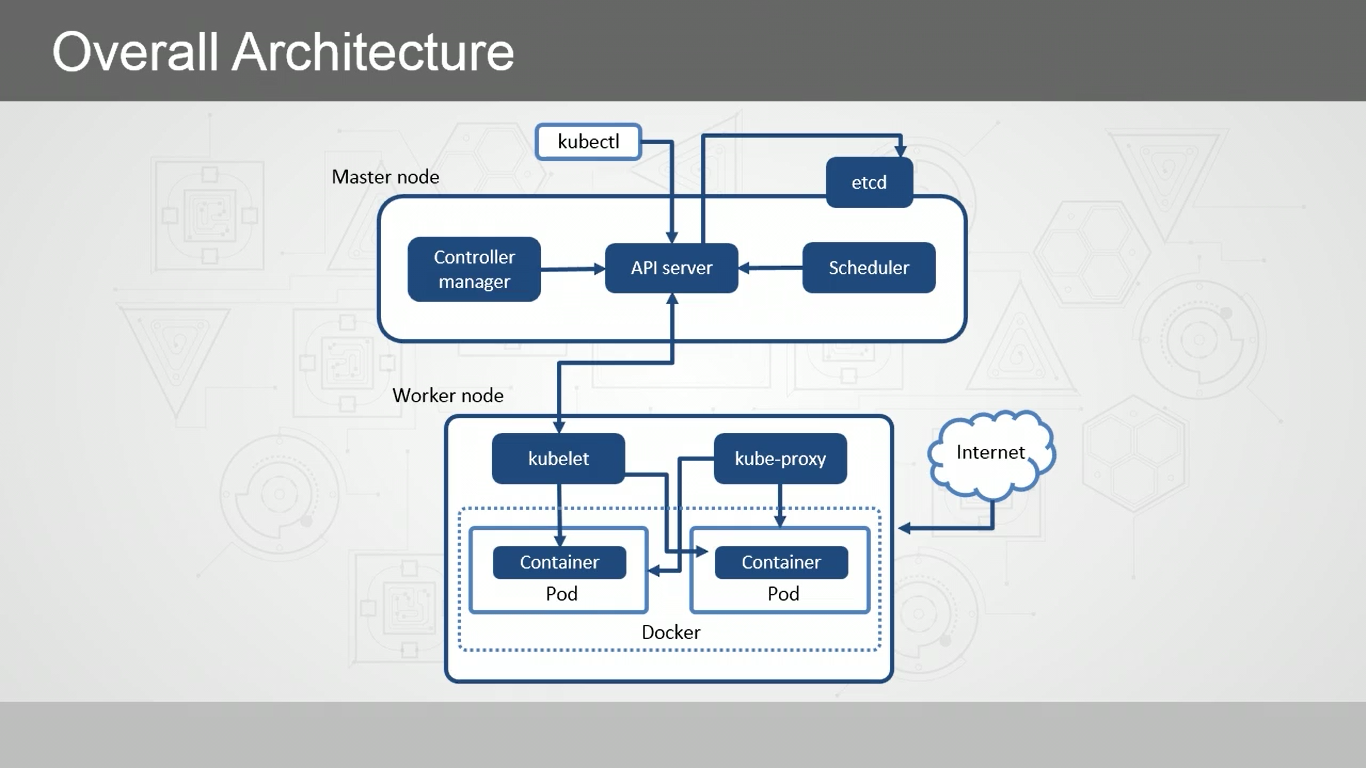 Overall Architecture
kubectl
Master node
etcd
Controller
manager
API server
Scheduler
Worker node
kubelet
kube-proxy
Internet
Container
Pod
Container
Pod
Docker